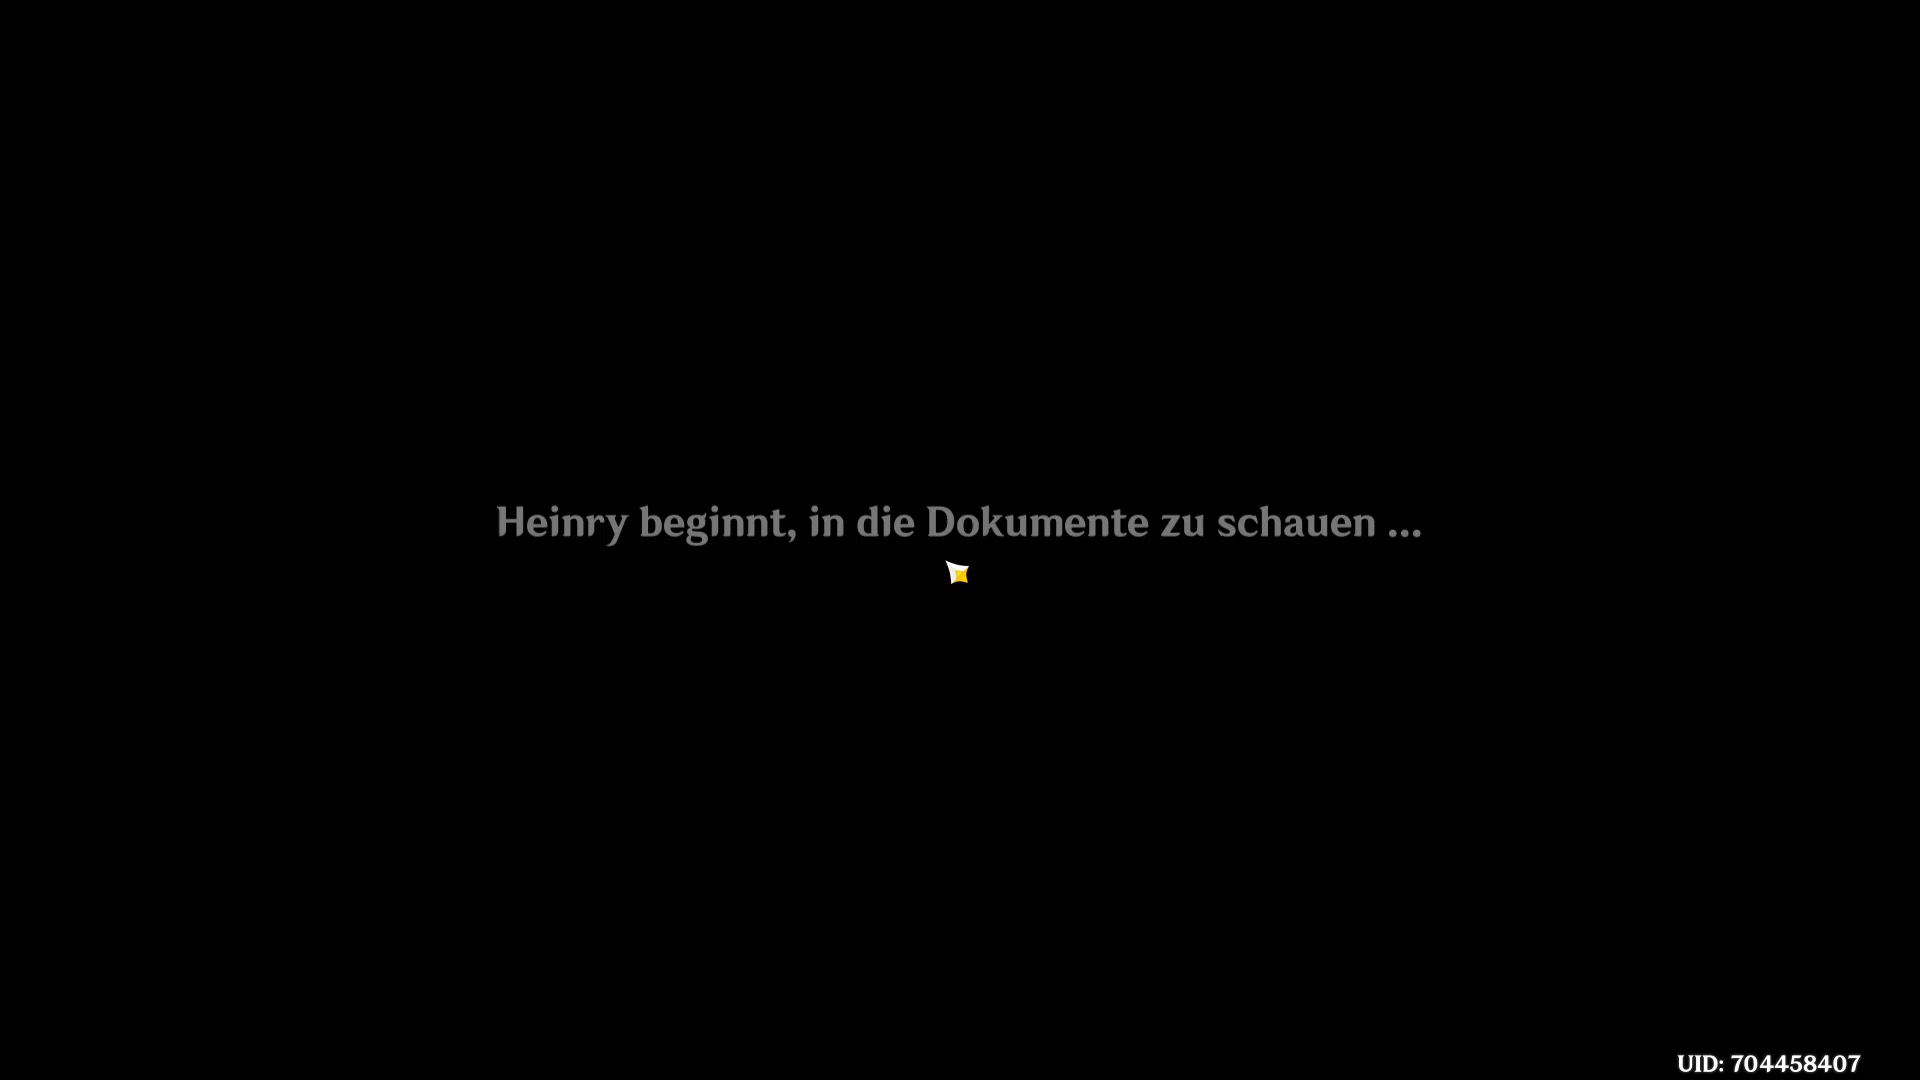 Heinry beginnt, in die Dokumente zu schauen ...
UID: 704458407